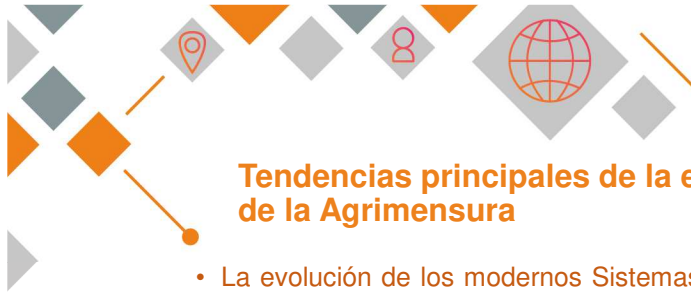 Tendencias principales de la
de la Agrimensura
• La evolución de los modernos Sistemas